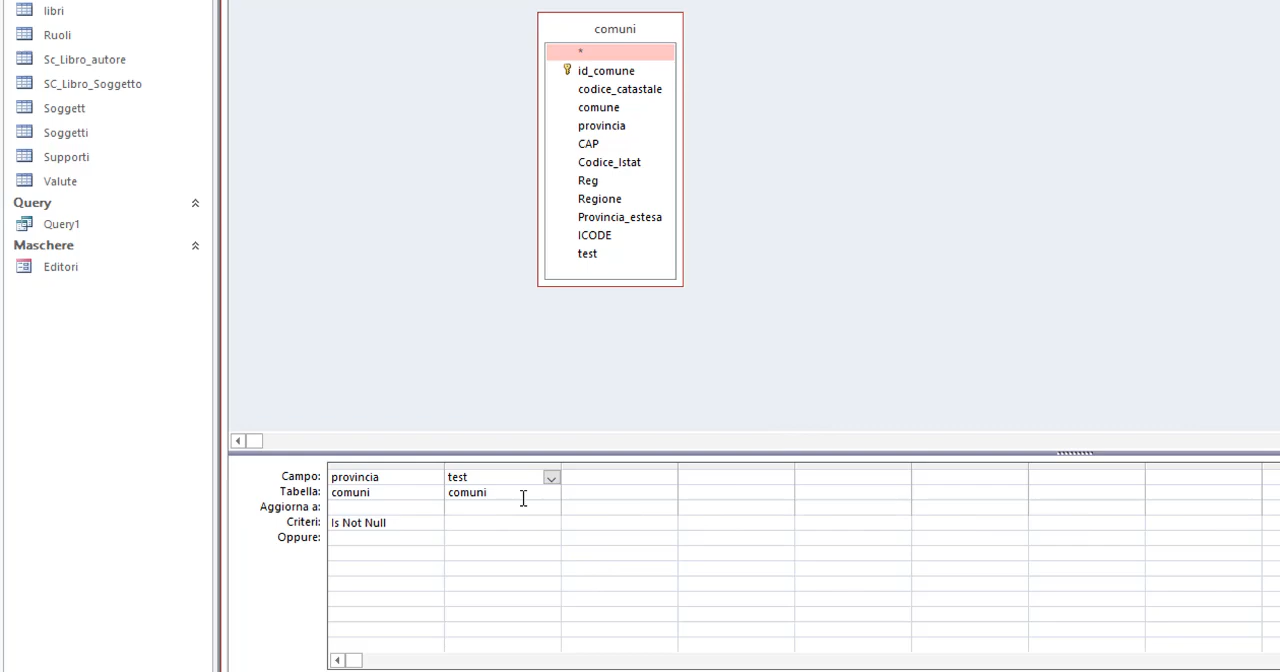 libri
Ruoli
Sc_Libro_autore
SC_Libro_Soggetto
Soggett
Soggetti
Supporti
Valute
Query
Query1
Maschere
Editori
comuni
*
id_comune
codice_catastale
comune
provincia
CAP
Codice_Istat
Reg
Regione
Provincia_estesa
ICODE
test
Campo: provincia test
Tabella: comuni comuni
Aggiorna a:
Criteri: Is Not Null
Oppure: